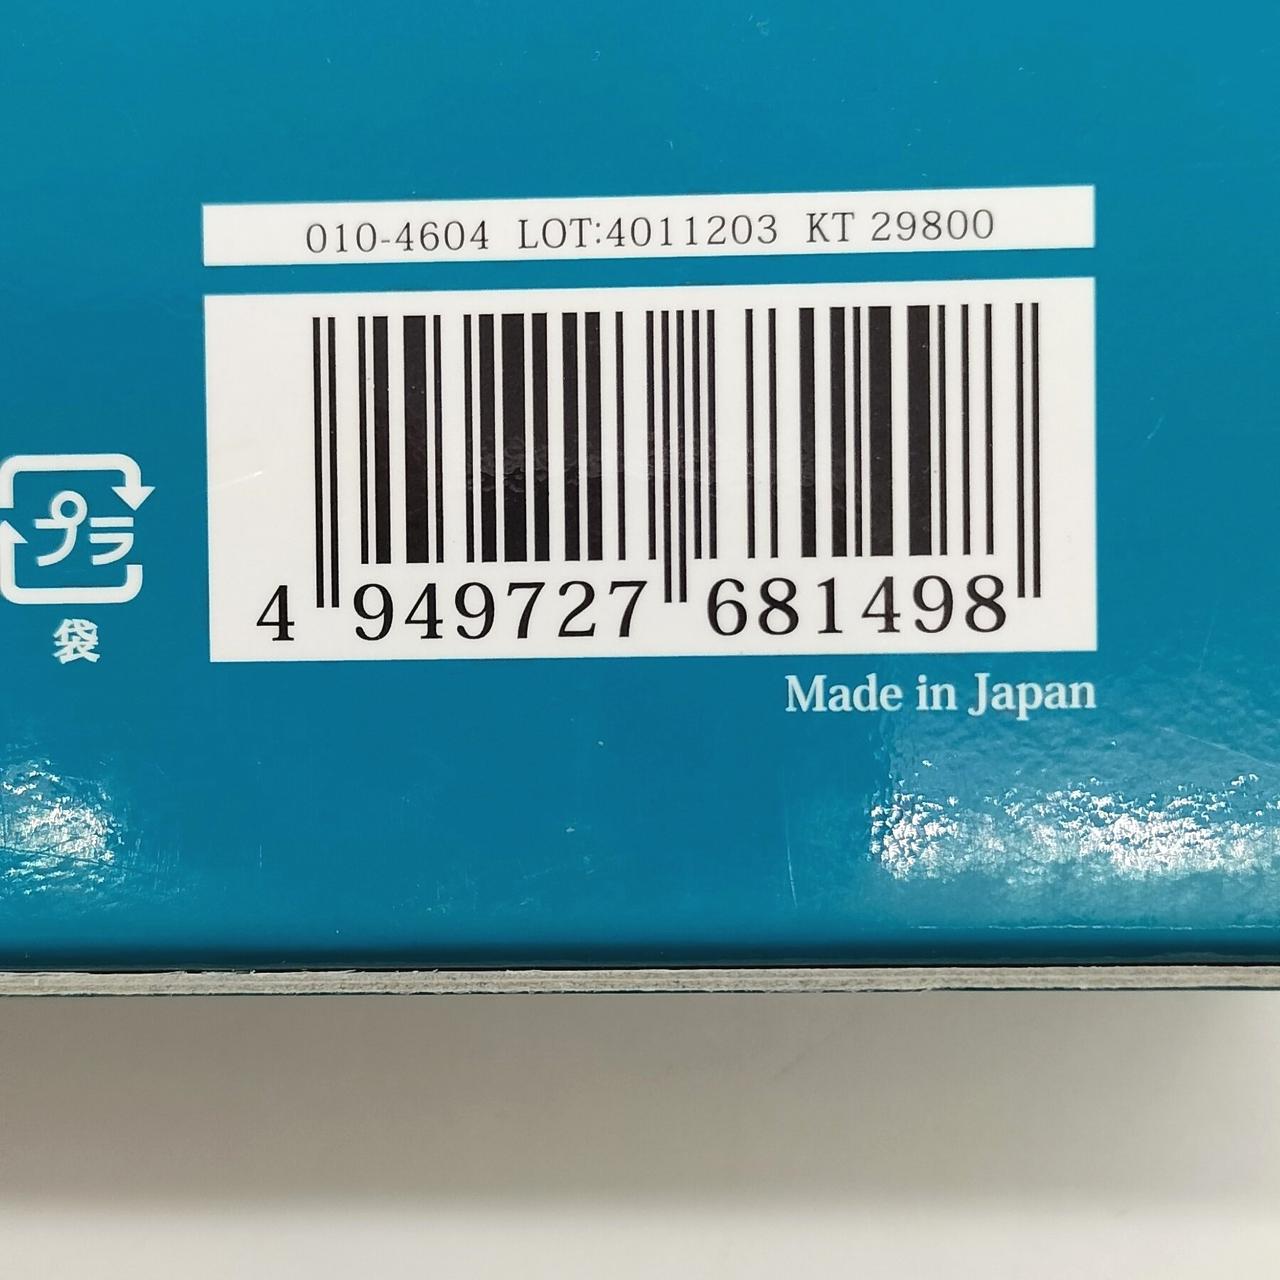 010-4604 LOT:4011203 KT 29800
4 949727 681498
プラ
袋
Made in Japan